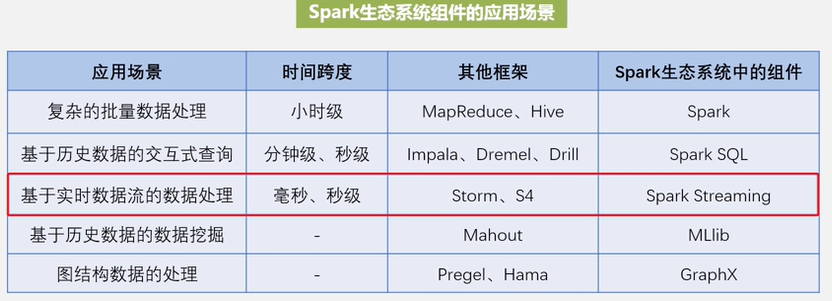 Spark生态系统组件的应用场景
应用场景 时间跨度 其他框架 Spark生态系统中的组件
复杂的批量数据处理 小时级 MapReduce、Hive Spark
基于历史数据的交互式查询 分钟级、秒级 Impala、Dremel、Drill Spark SQL
基于实时数据流的数据处理 毫秒、秒级 Storm、S4 Spark Streaming
基于历史数据的数据挖掘 - Mahout MLlib
图结构数据的处理 - Pregel、Hama GraphX